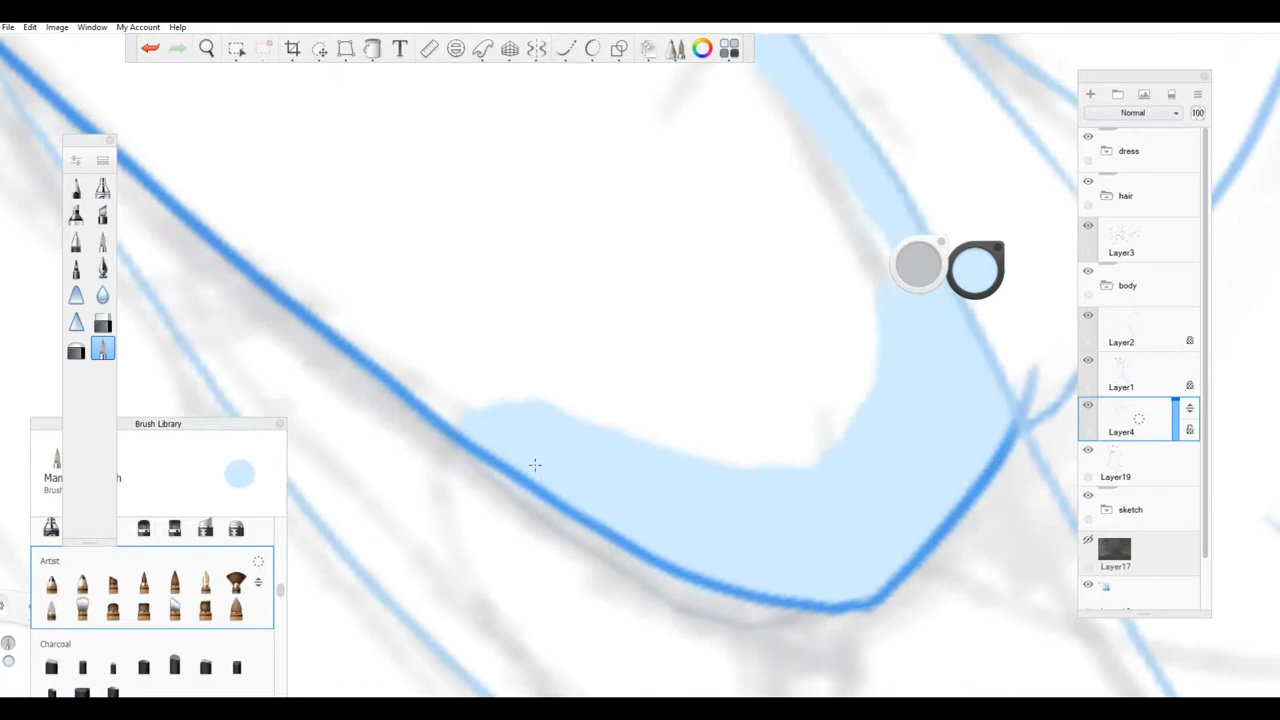 File Edit Image Window My Account Help
T
Normal 100
dress
hair
Layer3
body
Layer2
Layer1
Layer4
Layer19
sketch
Layer17
Brush Library
Artist
Charcoal